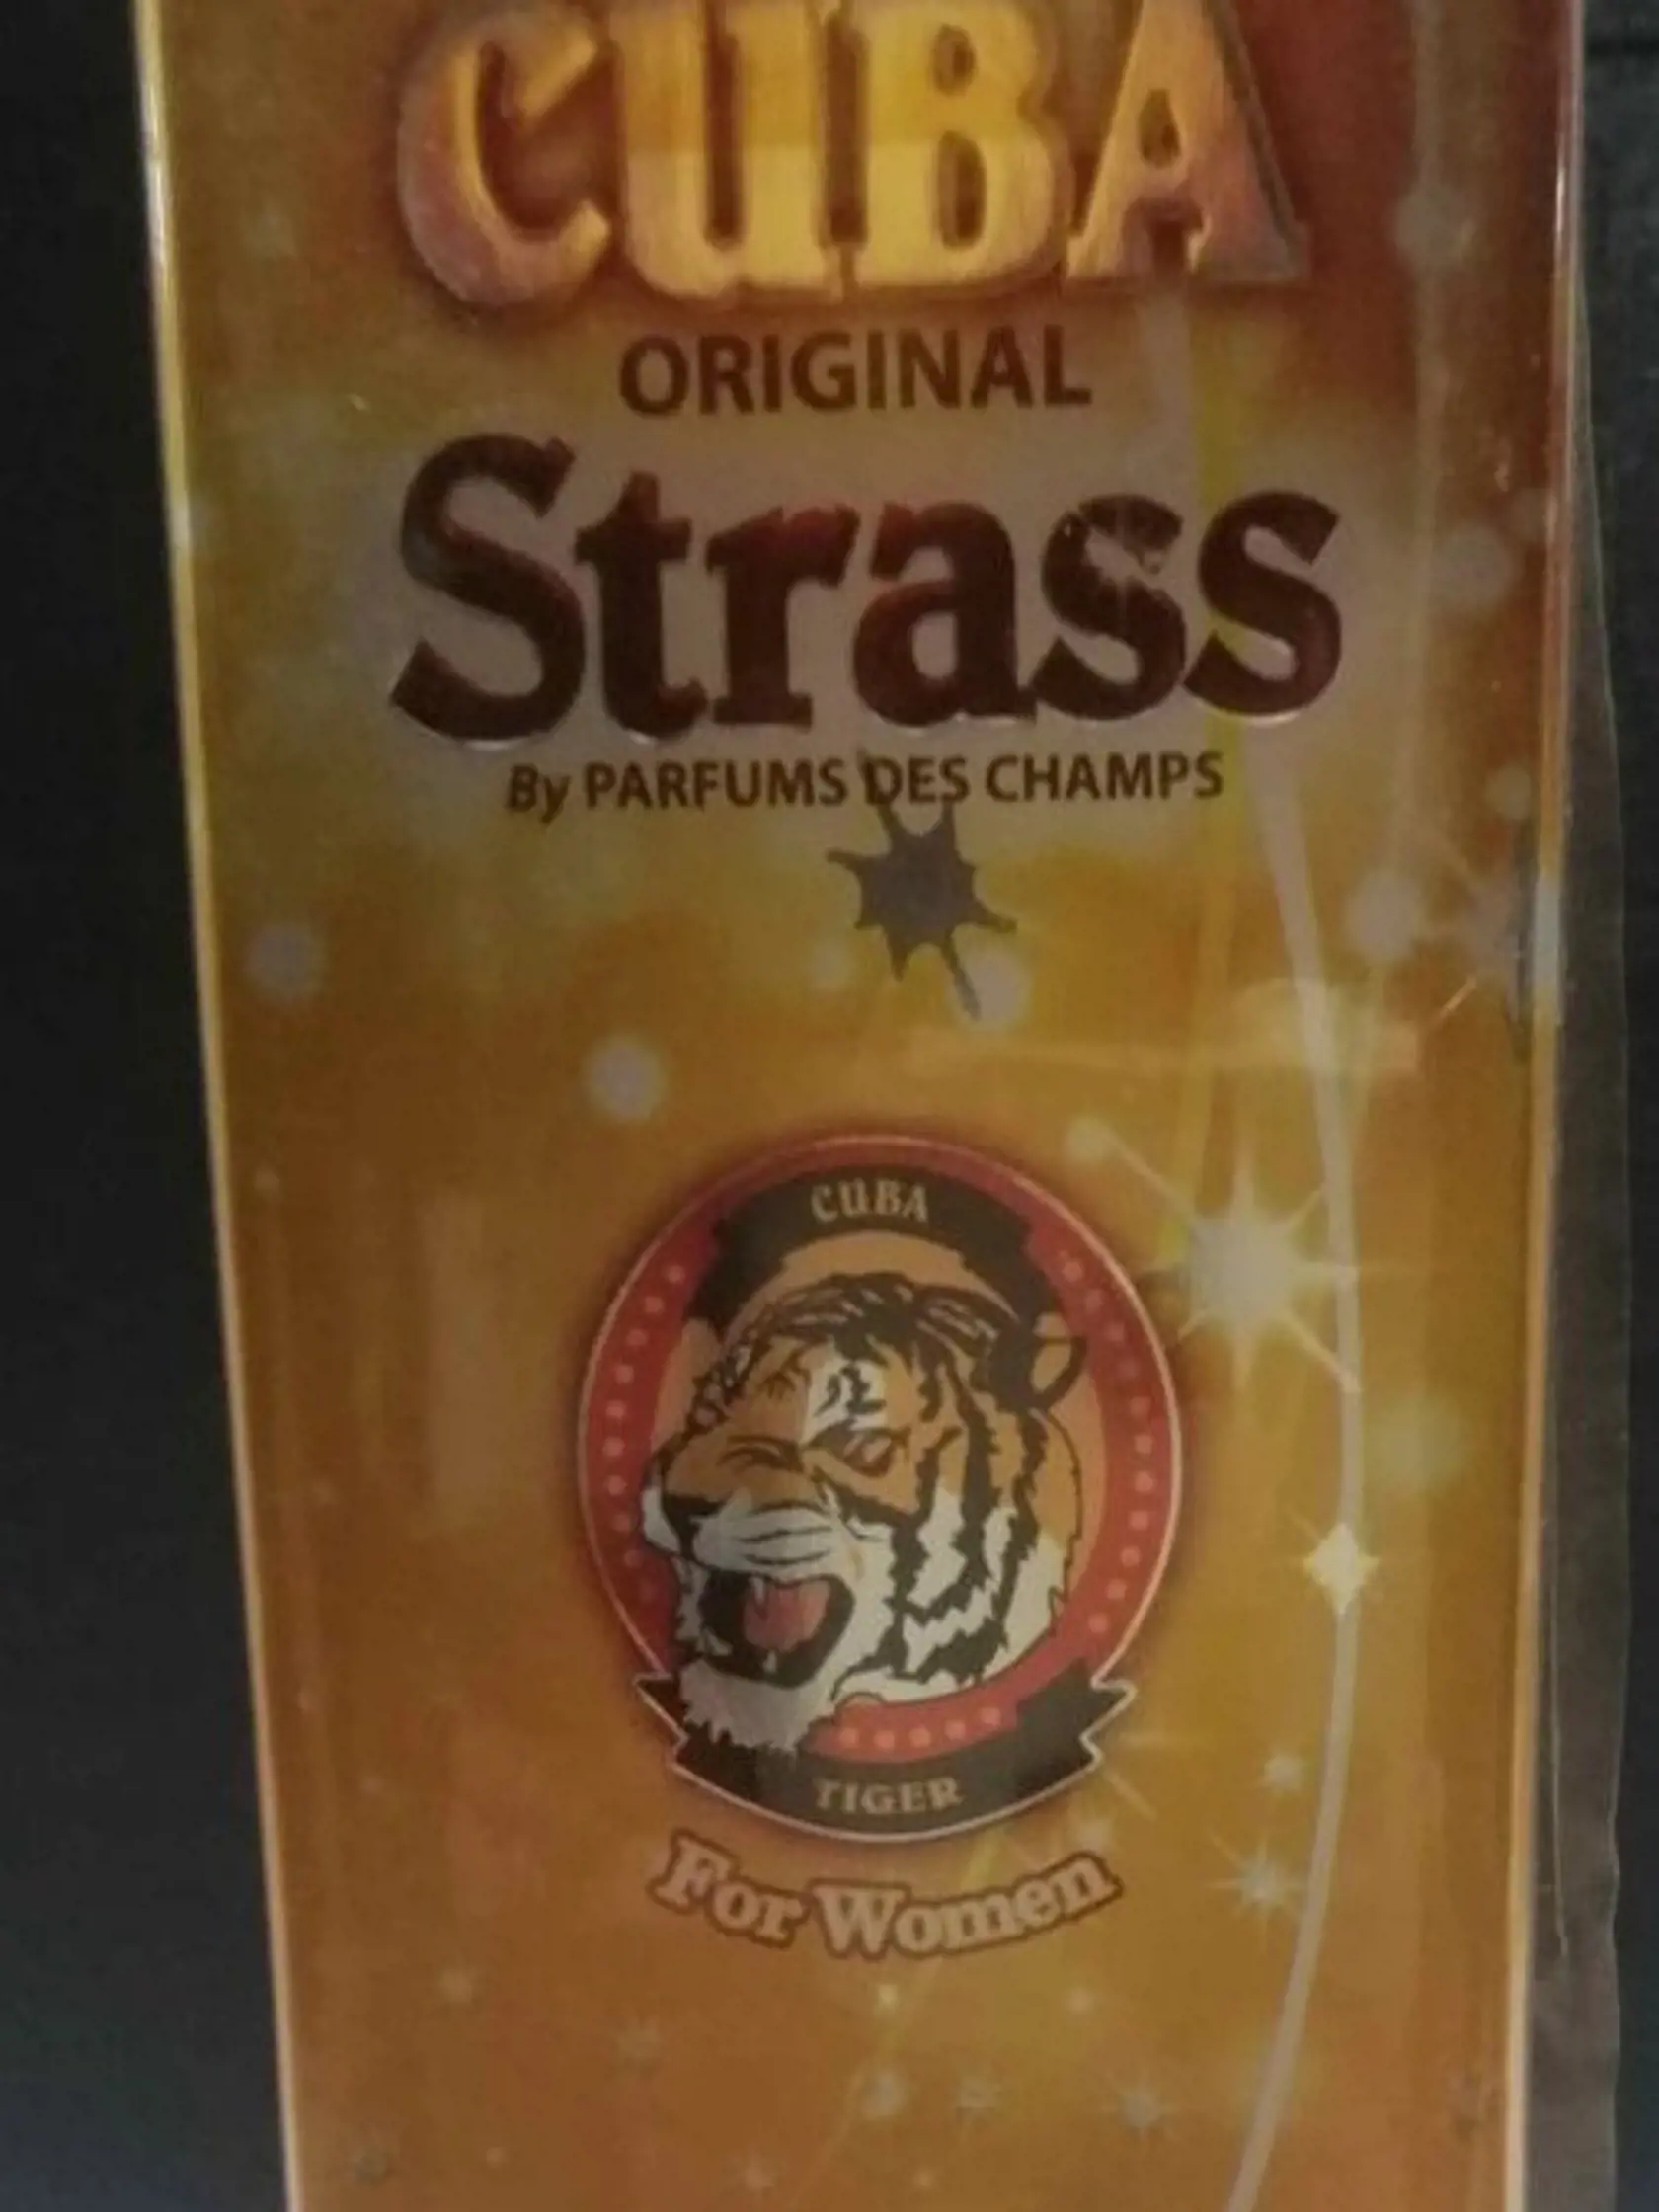 CUBA
ORIGINAL
Strass
By PARFUMS DES CHAMPS
CUBA
TIGER
For Women